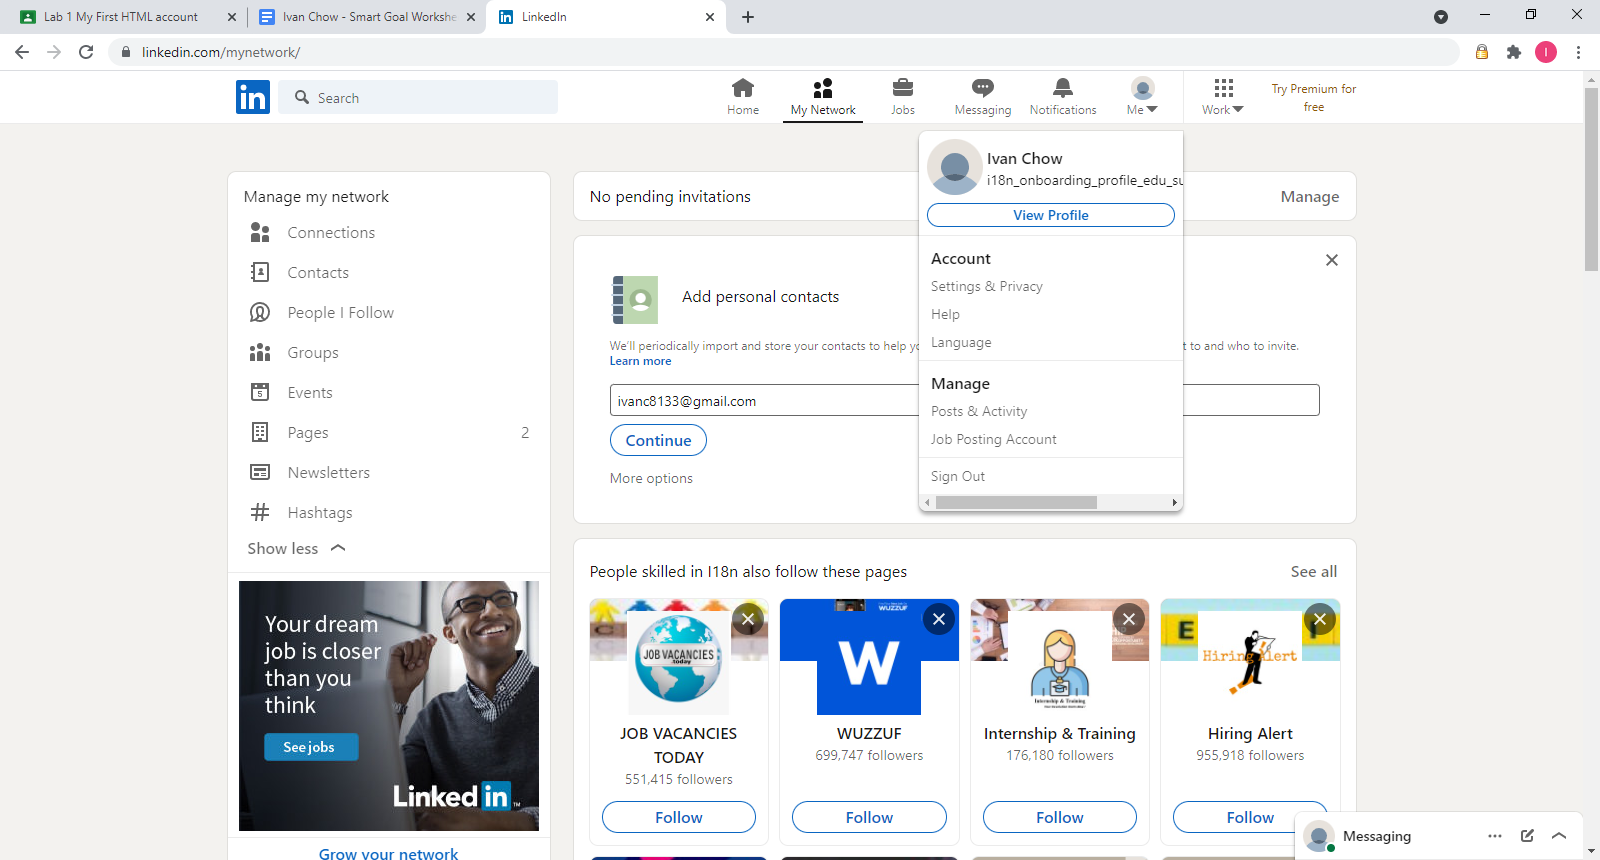 Lab 1 My First HTML account
Ivan Chow - Smart Goal Workshe
LinkedIn
linkedin.com/mynetwork/
I
in
Search
Home
My Network
Jobs
Messaging
Notifications
Me
Work
Try Premium for
free
Ivan Chow
i18n_onboarding_profile_edu_su
View Profile
Account
Settings & Privacy
Help
Language
Manage
Posts & Activity
Job Posting Account
Sign Out
Manage my network
Connections
Contacts
People I Follow
Groups
5
Events
Pages 2
Newsletters
Hashtags
Show less
Your dream
job is closer
than you
think
See jobs
Linked in
Grow your network
No pending invitations
Manage
Add personal contacts
We'll periodically import and store your contacts to help yo
t to and who to invite.
Learn more
ivanc8133@gmail.com
Continue
More options
People skilled in I18n also follow these pages
See all
JOB VACANCIES
today
JOB VACANCIES
TODAY
551,415 followers
Follow
WUZZUF
W
WUZZUF
699,747 followers
Follow
Internship & Training
Internship & Training
176,180 followers
Follow
E
Hiring Alert
Hiring Alert
955,918 followers
Follow
Messaging